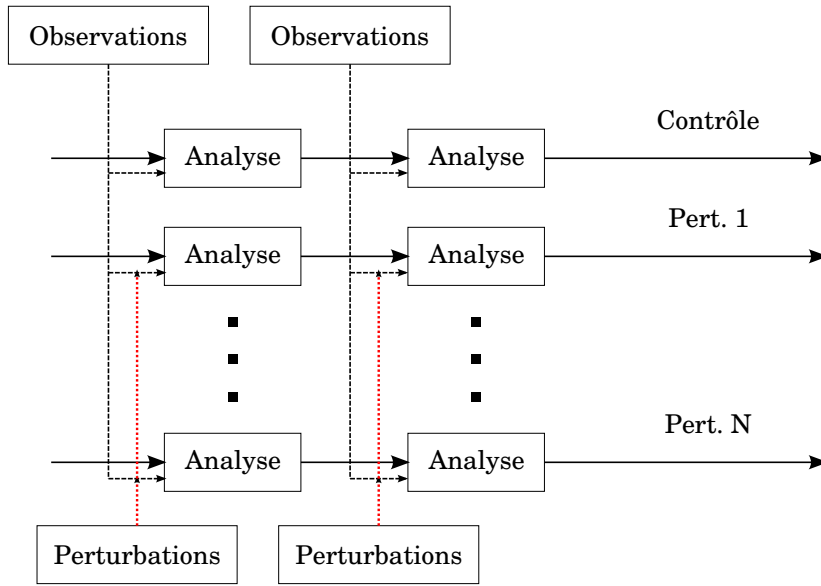 Observations
Observations
Contrôle
Analyse
Analyse
Pert. 1
Analyse
Analyse
Pert. N
Analyse
Analyse
Perturbations
Perturbations